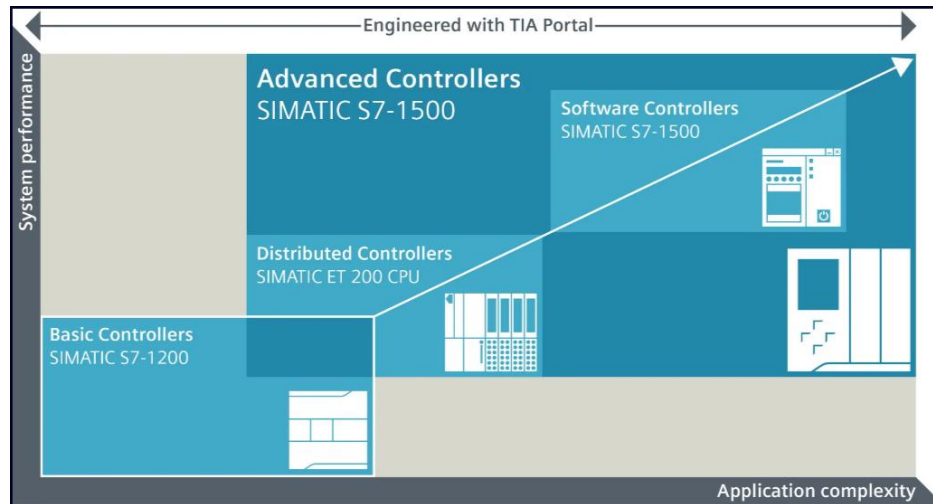 Engineered with TIA Portal
System performance
Advanced Controllers
SIMATIC S7-1500
Software Controllers
SIMATIC S7-1500
Distributed Controllers
SIMATIC ET 200 CPU
Basic Controllers
SIMATIC S7-1200
Application complexity